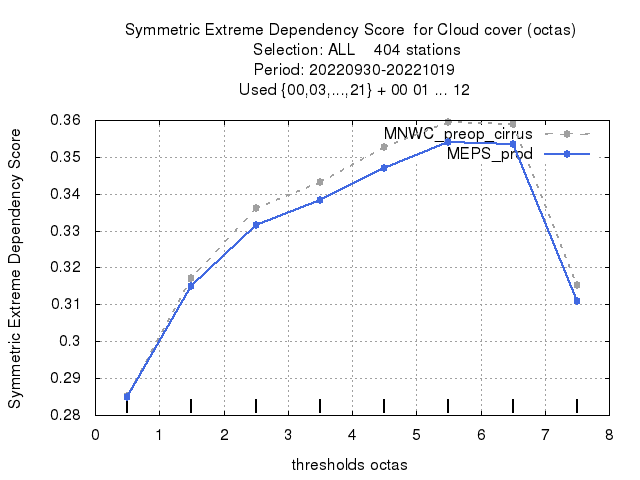 Symmetric Extreme Dependency Score  for Cloud cover (octas)
Selection: ALL    404 stations
Period: 20220930-20221019
Used {00,03,...,21} + 00 01 ... 12
Symmetric Extreme Dependency Score
0.36
0.35
0.34
0.33
0.32
0.31
0.3
0.29
0.28
MNWC_preop_cirrus
MEPS_prod
0 1 2 3 4 5 6 7 8
thresholds octas